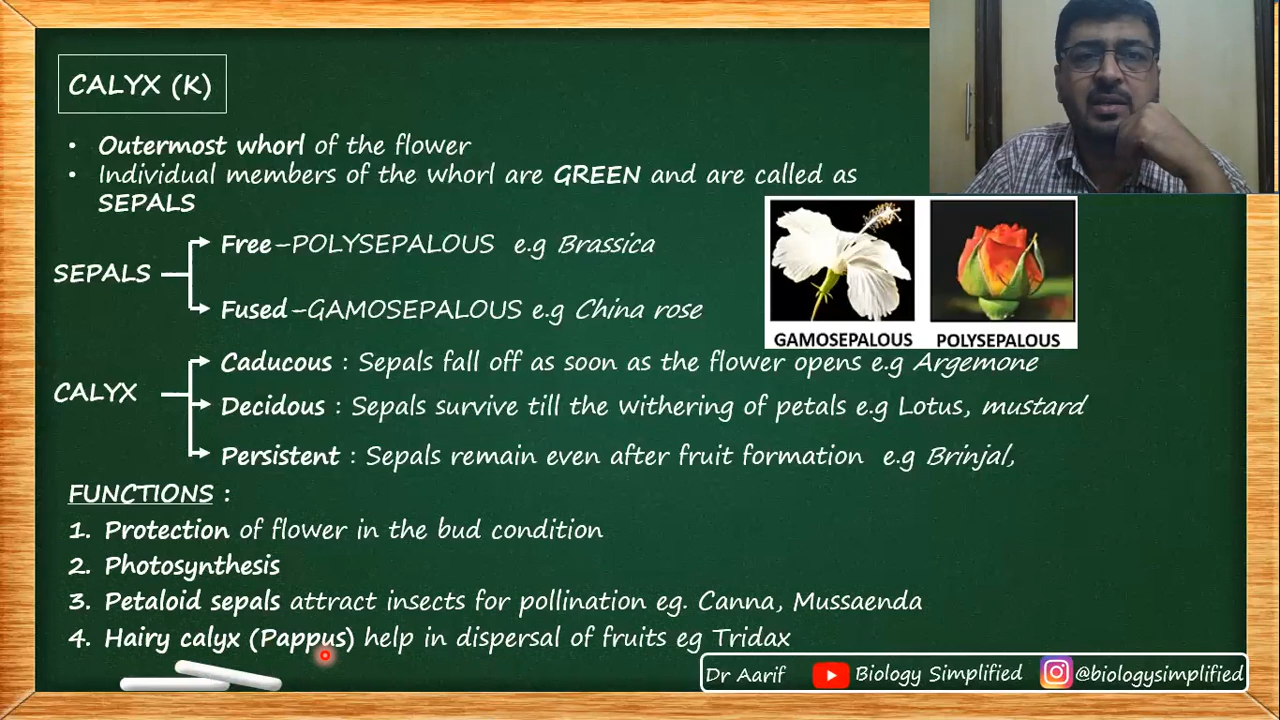 CALYX (K)
• Outermost whorl of the flower
• Individual members of the whorl are GREEN and are called as
SEPALS
SEPALS
Free–POLYSEPALOUS e.g Brassica
Fused–GAMOSEPALOUS e.g China rose
GAMOSEPALOUS
POLYSEPALOUS
CALYX
Caducous : Sepals fall off as soon as the flower opens e.g Argemone
Decidous : Sepals survive till the withering of petals e.g Lotus, mustard
Persistent : Sepals remain even after fruit formation e.g Brinjal,
FUNCTIONS :
1. Protection of flower in the bud condition
2. Photosynthesis
3. Petaloid sepals attract insects for pollination eg. Canna, Mussaenda
4. Hairy calyx (Pappus) help in dispersal of fruits eg Tridax
Dr Aarif Biology Simplified @biologysimplified